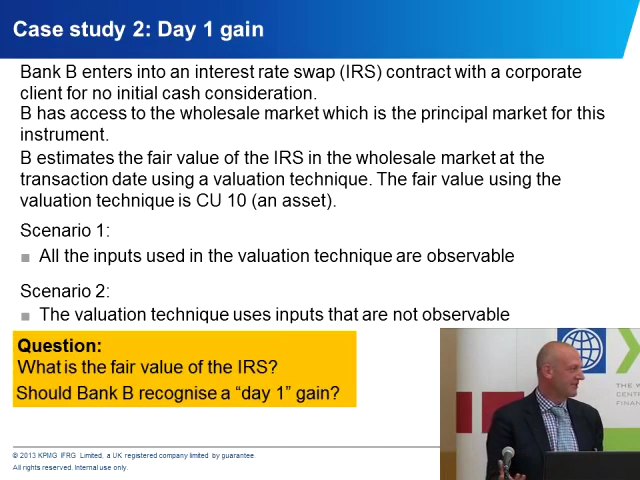 Case study 2: Day 1 gain
Bank B enters into an interest rate swap (IRS) contract with a corporate
client for no initial cash consideration.
B has access to the wholesale market which is the principal market for this
instrument.
B estimates the fair value of the IRS in the wholesale market at the
transaction date using a valuation technique. The fair value using the
valuation technique is CU 10 (an asset).
Scenario 1:
■ All the inputs used in the valuation technique are observable
Scenario 2:
■ The valuation technique uses inputs that are not observable
Question:
What is the fair value of the IRS?
Should Bank B recognise a “day 1” gain?
THE W
CENTR
FINAN
© 2013 KPMG IFRG Limited, a UK registered company limited by guarantee.
All rights reserved. Internal use only.